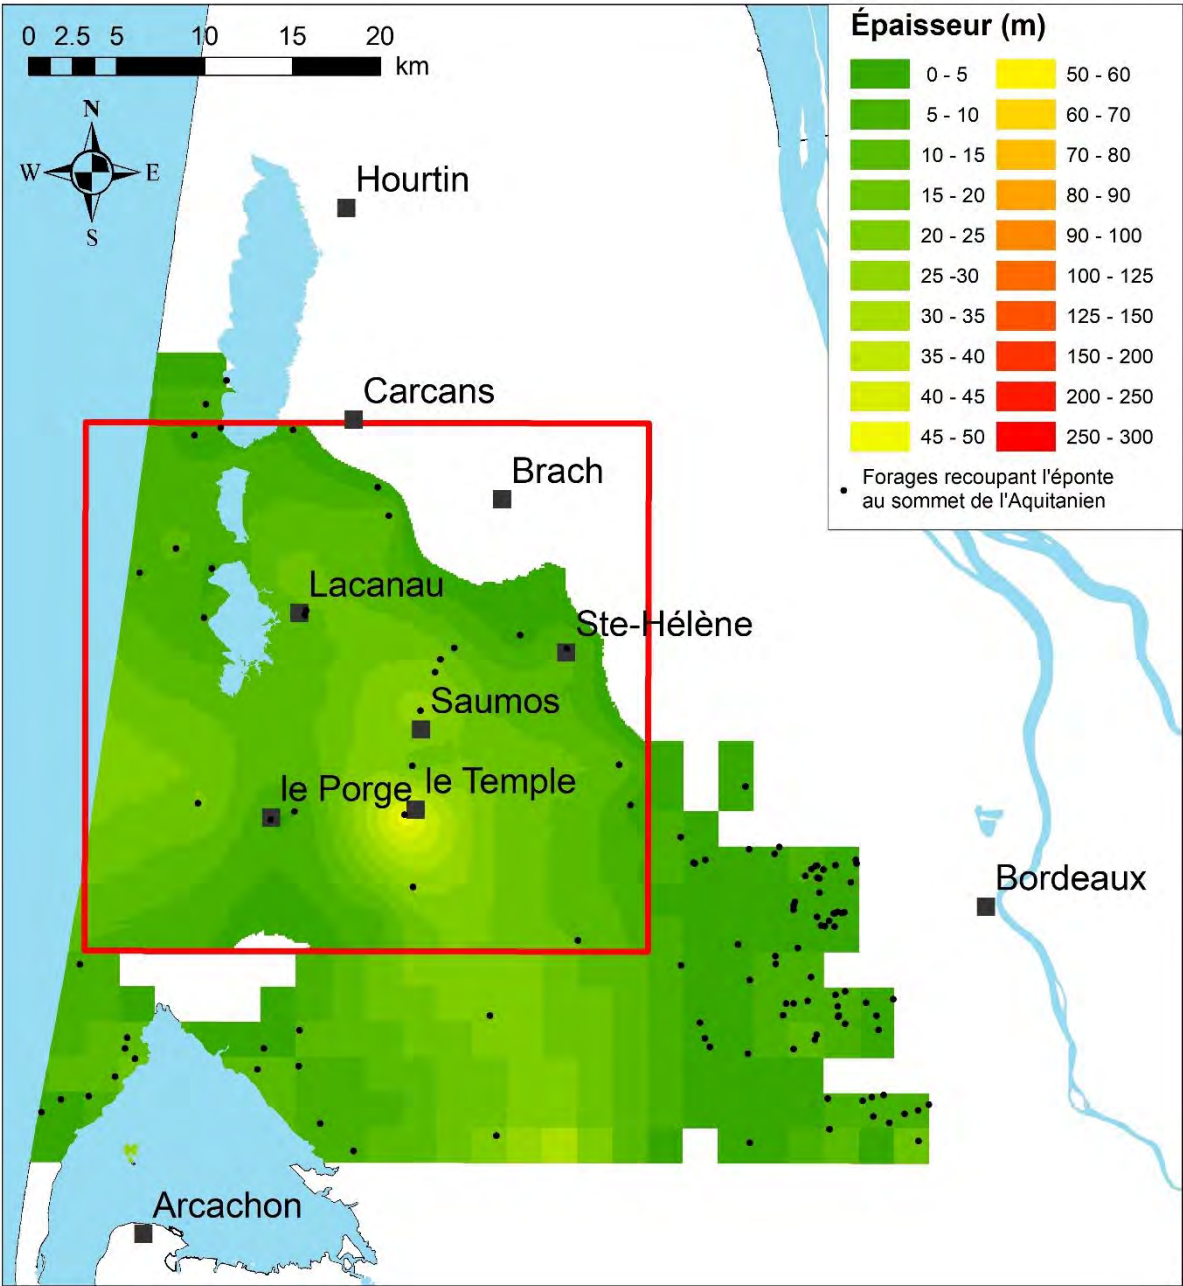 0 2.5 5 10 15 20
km
N
W E
S
Hourtin
Carcans
Brach
Lacanau
Ste-Hélène
Saumos
le Porge
le Temple
Bordeaux
Arcachon
Épaisseur (m)
0 - 5
5 - 10
10 - 15
15 - 20
20 - 25
25 -30
30 - 35
35 - 40
40 - 45
45 - 50
50 - 60
60 - 70
70 - 80
80 - 90
90 - 100
100 - 125
125 - 150
150 - 200
200 - 250
250 - 300
Forages recoupant l'éponte
au sommet de l'Aquitanien